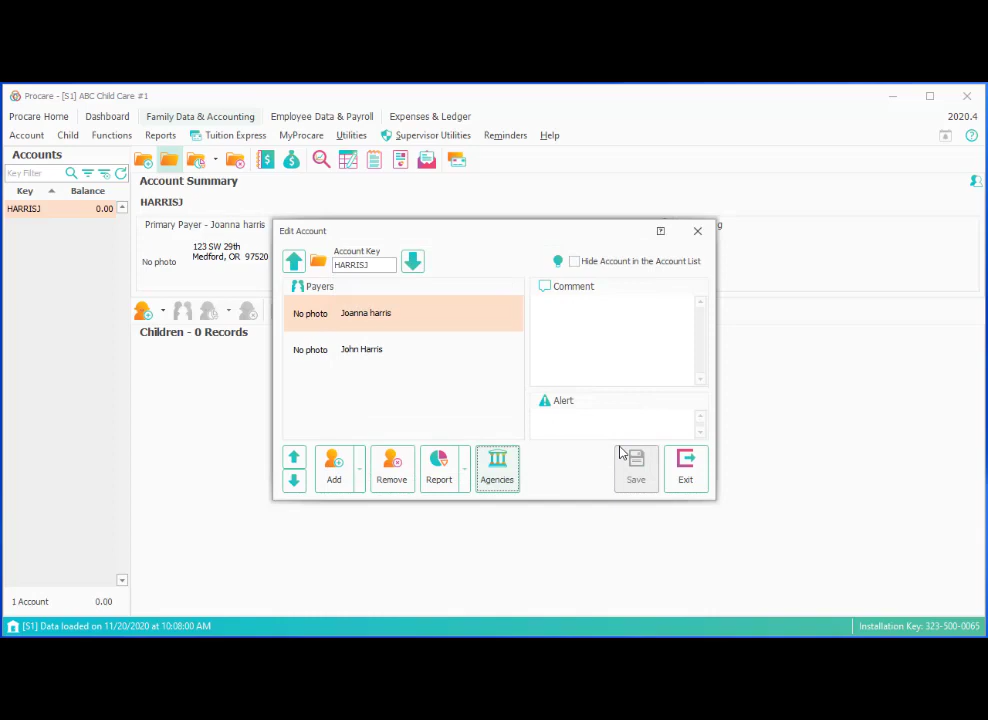 Procare - [S1] ABC Child Care #1
Procare Home Dashboard Family Data & Accounting Employee Data & Payroll Expenses & Ledger 2020.4
Account Child Functions Reports Tuition Express MyProcare Utilities Supervisor Utilities Reminders Help
Accounts
Key Filter
Key Balance
HARRISJ 0.00
Account Summary
HARRISJ
Primary Payer - Joanna harris
No photo
123 SW 29th
Medford, OR 97520
Children - 0 Records
Edit Account
Account Key
HARRISJ
Hide Account in the Account List
Payers
No photo Joanna harris
No photo John Harris
Comment
Alert
Add Remove Report Agencies Save Exit
1 Account 0.00
[S1] Data loaded on 11/20/2020 at 10:08:00 AM
Installation Key: 323-500-0065